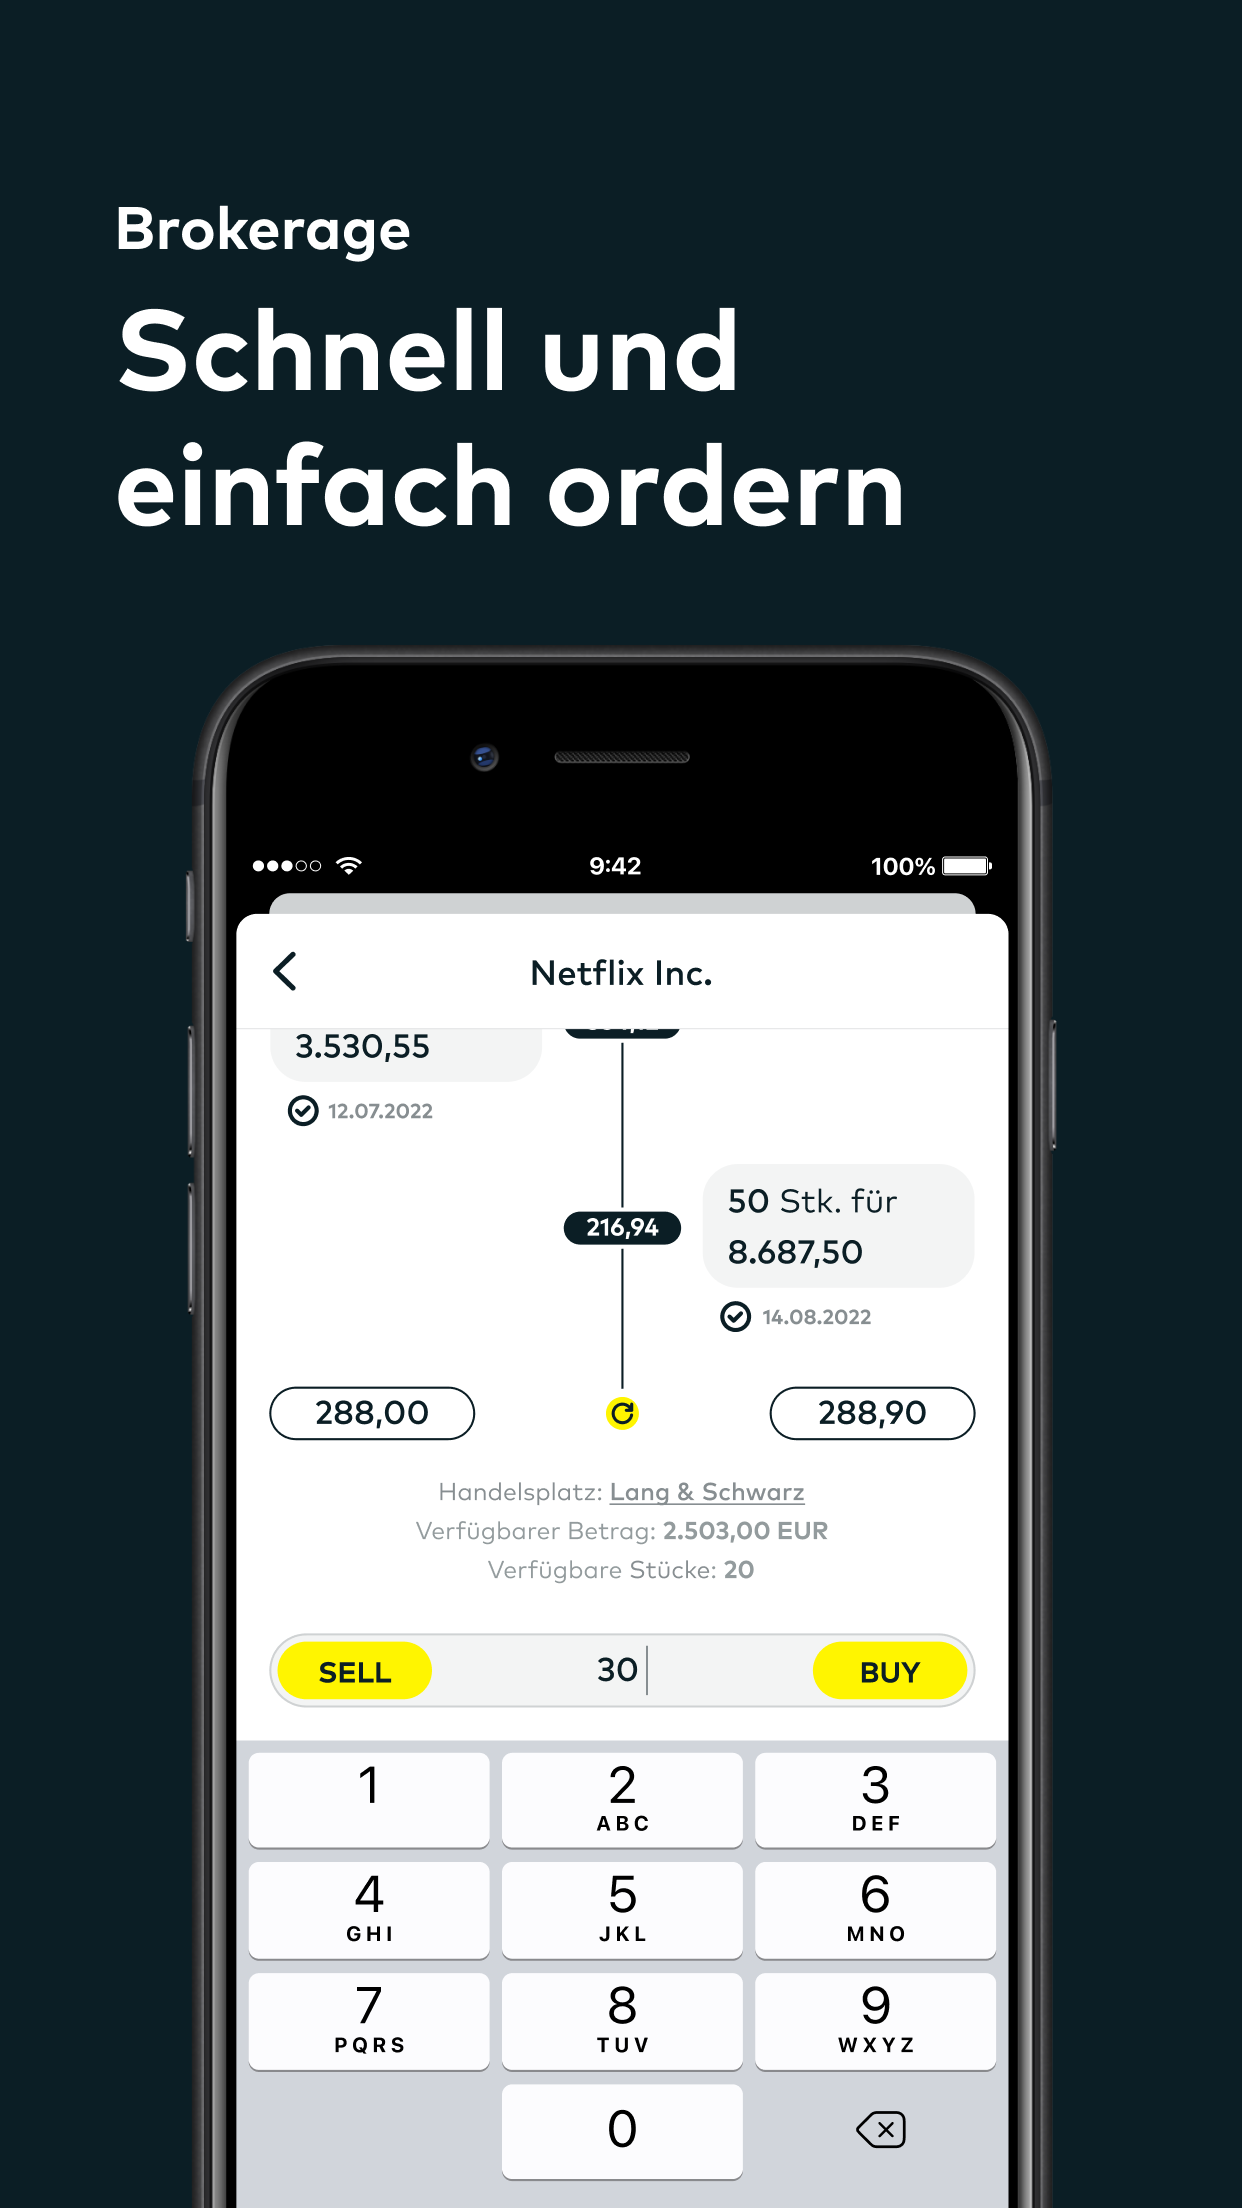 Brokerage
Schnell und
einfach ordern
9:42
100%
Netflix Inc.
3.530,55
12.07.2022
50 Stk. für
216,94
8.687,50
14.08.2022
288,00
288,90
Handelsplatz: Lang & Schwarz
Verfügbarer Betrag: 2.503,00 EUR
Verfügbare Stücke: 20
SELL
30
BUY
1
2
3
ABC
DEF
4
5
6
GHI
JKL
MNO
7
8
9
PQRS
TUV
WXYZ
0